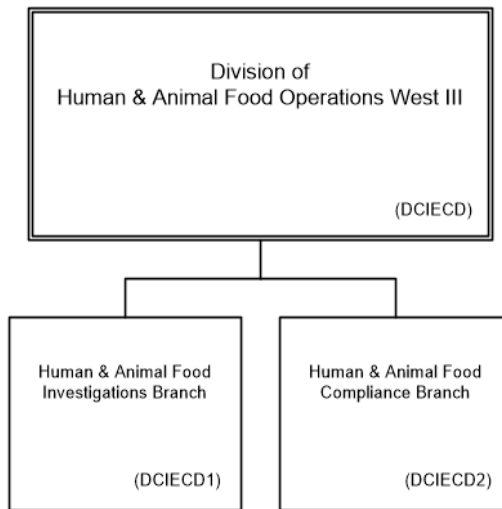 Division of
Human & Animal Food Operations West III
(DCIECD)
Human & Animal Food
Investigations Branch
(DCIECD1)
Human & Animal Food
Compliance Branch
(DCIECD2)